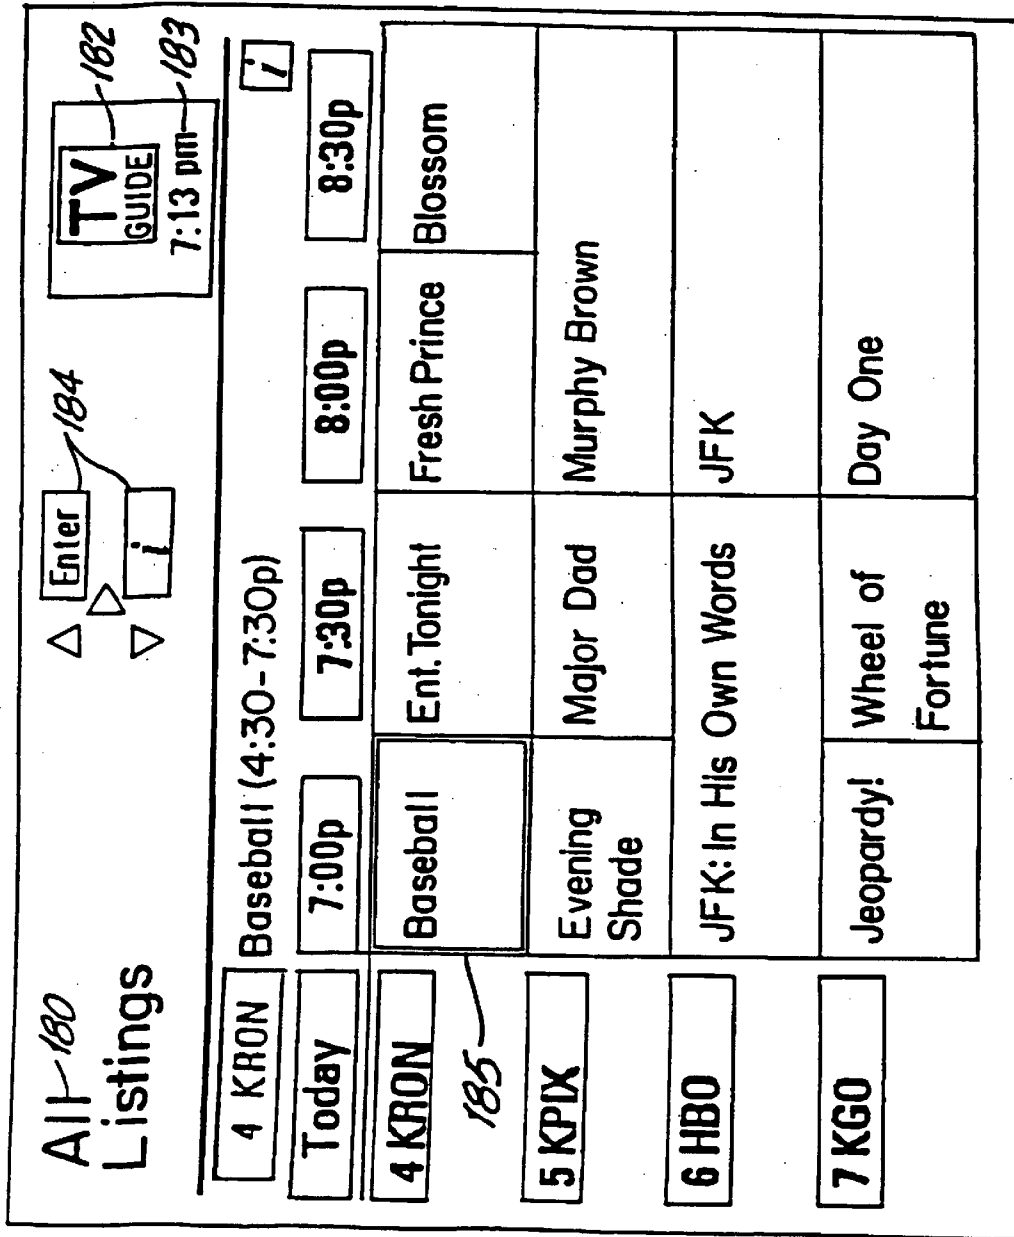 All 180
Listings
Enter 184
i
TV 182
GUIDE
7:13 pm 183
4 KRON Baseball (4:30-7:30p) i
Today 7:00p 7:30p 8:00p 8:30p
4 KRON Baseball Ent. Tonight Fresh Prince Blossom
185
5 KPIX Evening Shade Major Dad Murphy Brown
6 HBO JFK: In His Own Words JFK
7 KGO Jeopardy! Wheel of Fortune Day One